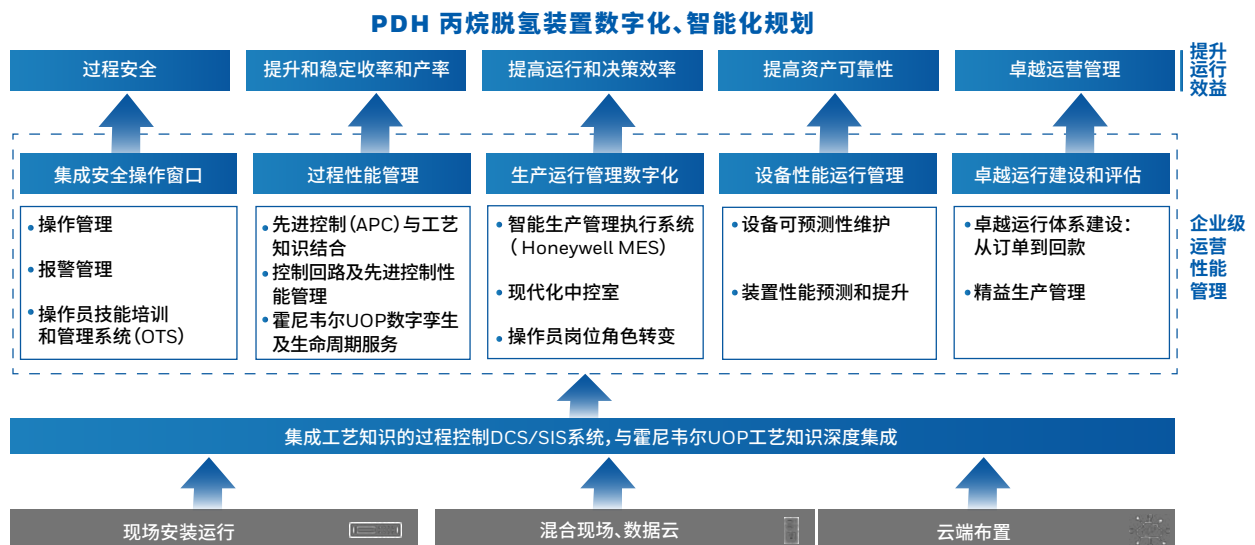 PDH 丙烷脱氢装置数字化、智能化规划
过程安全
提升和稳定收率和产率
提高运行和决策效率
提高资产可靠性
卓越运营管理
提升
运行
效益
集成安全操作窗口
过程性能管理
生产运行管理数字化
设备性能运行管理
卓越运行建设和评估
•操作管理
•报警管理
•操作员技能培训
和管理系统(OTS)
•先进控制(APC)与工艺
知识结合
•控制回路及先进控制性
能管理
•霍尼韦尔UOP数字孪生
及生命周期服务
•智能生产管理执行系统
(Honeywell MES)
•现代化中控室
•操作员岗位角色转变
•设备可预测性维护
•装置性能预测和提升
•卓越运行体系建设:
从订单到回款
•精益生产管理
企业级
运营
性能
管理
集成工艺知识的过程控制DCS/SIS系统,与霍尼韦尔UOP工艺知识深度集成
现场安装运行
混合现场、数据云
云端布置